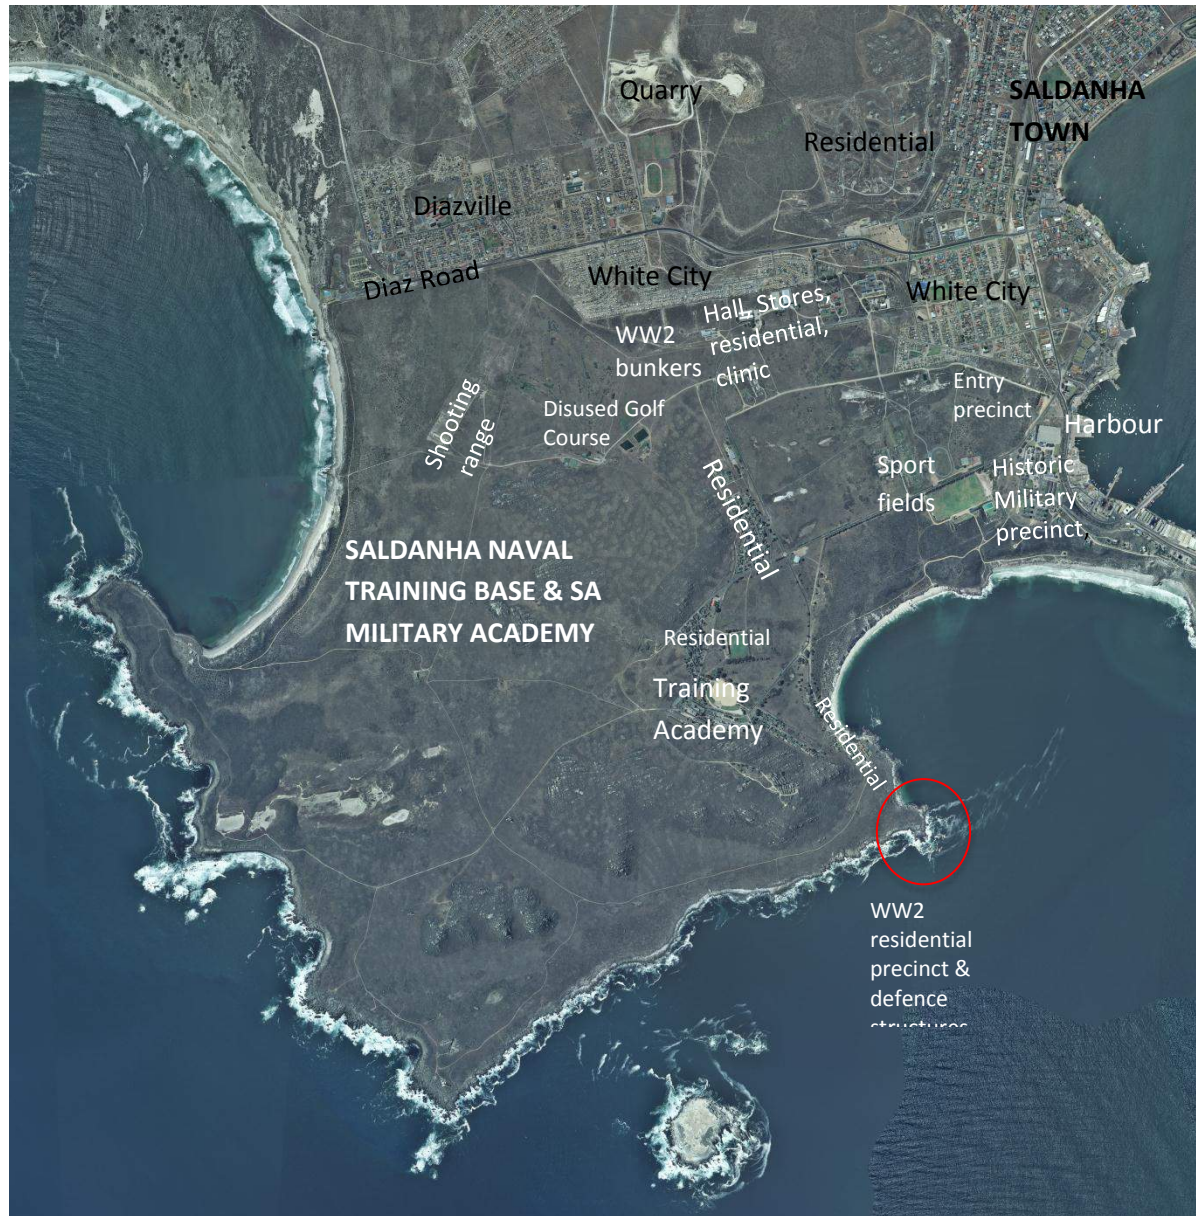 Quarry
SALDANHA
TOWN
Residential
Diazville
Diaz Road
White City
White City
Hall, Stores,
residential,
clinic
WW2
bunkers
Entry
precinct
Shooting
range
Disused Golf
Course
Harbour
Sport
fields
Historic
Military
precinct,
Residential
SALDANHA NAVAL
TRAINING BASE & SA
MILITARY ACADEMY
Residential
Training
Academy
Residential
WW2
residential
precinct &
defence
structures